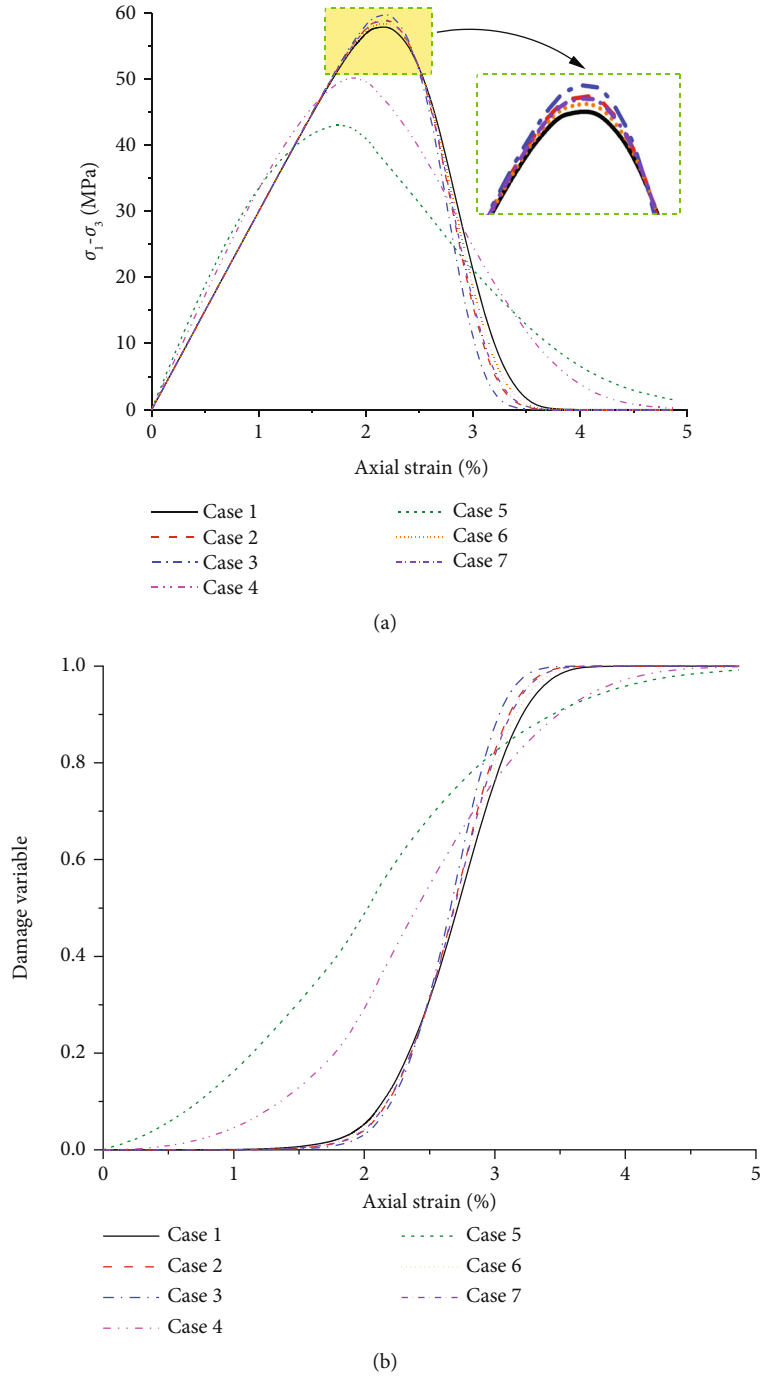 60
50
40
30
20
10
0
σ1-σ3 (MPa)
0 1 2 3 4 5
Axial strain (%)
Case 1 Case 5
Case 2 Case 6
Case 3 Case 7
Case 4
(a)
1.0
0.8
0.6
0.4
0.2
0.0
Damage variable
0 1 2 3 4 5
Axial strain (%)
Case 1 Case 5
Case 2 Case 6
Case 3 Case 7
Case 4
(b)